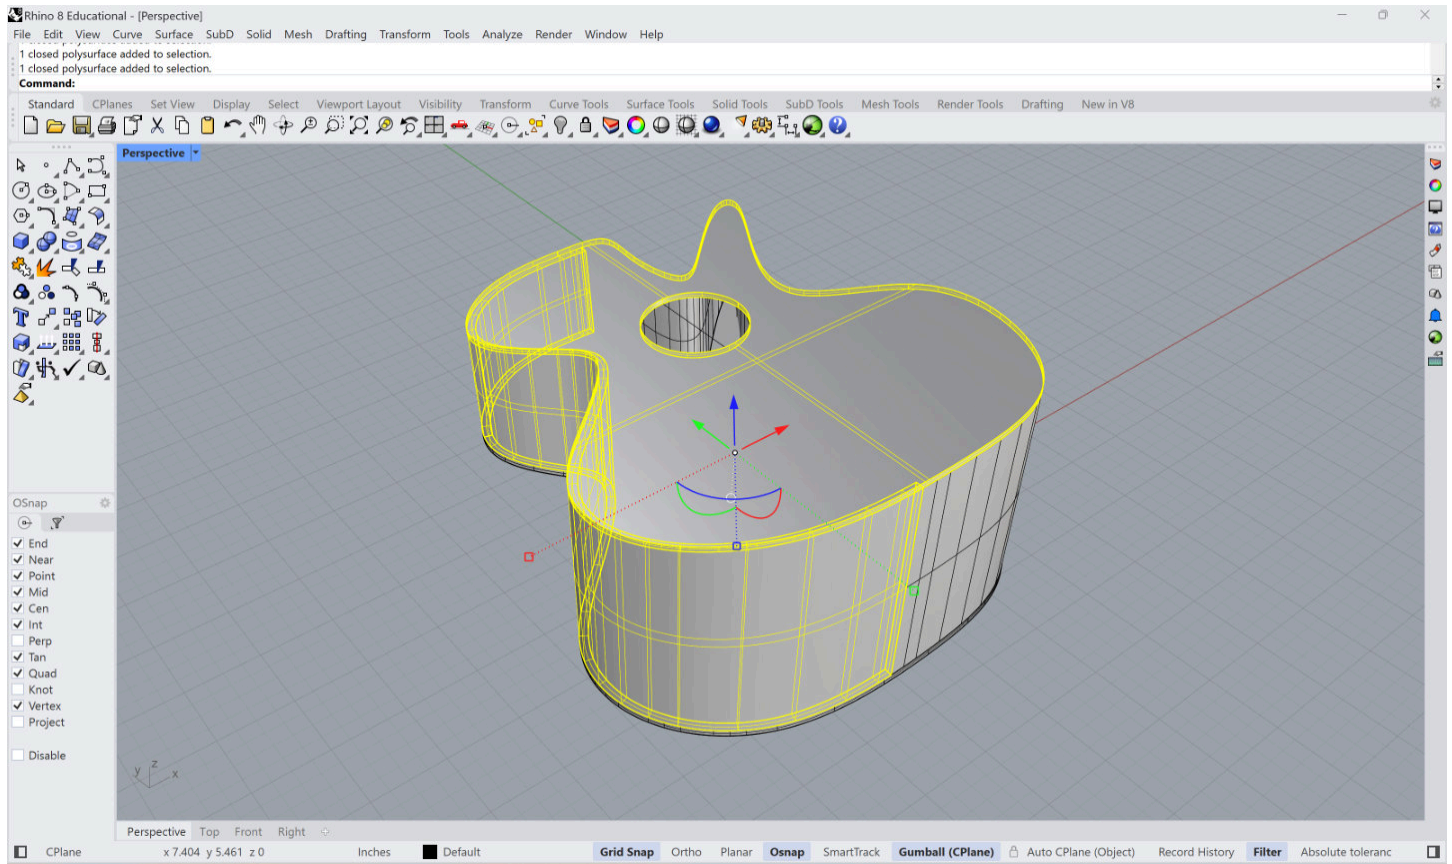 Rhino 8 Educational - [Perspective]
File Edit View Curve Surface SubD Solid Mesh Drafting Transform Tools Analyze Render Window Help
1 closed polysurface added to selection.
1 closed polysurface added to selection.
Command:
Standard CPlanes Set View Display Select Viewport Layout Visibility Transform Curve Tools Surface Tools Solid Tools SubD Tools Mesh Tools Render Tools Drafting New in V8
Perspective
OSnap
End
Near
Point
Mid
Cen
Int
Perp
Tan
Quad
Knot
Vertex
Project
Disable
y z x
Perspective Top Front Right
CPlane x 7.404 y 5.461 z 0 Inches Default Grid Snap Ortho Planar Osnap SmartTrack Gumball (CPlane) Auto CPlane (Object) Record History Filter Absolute toleranc